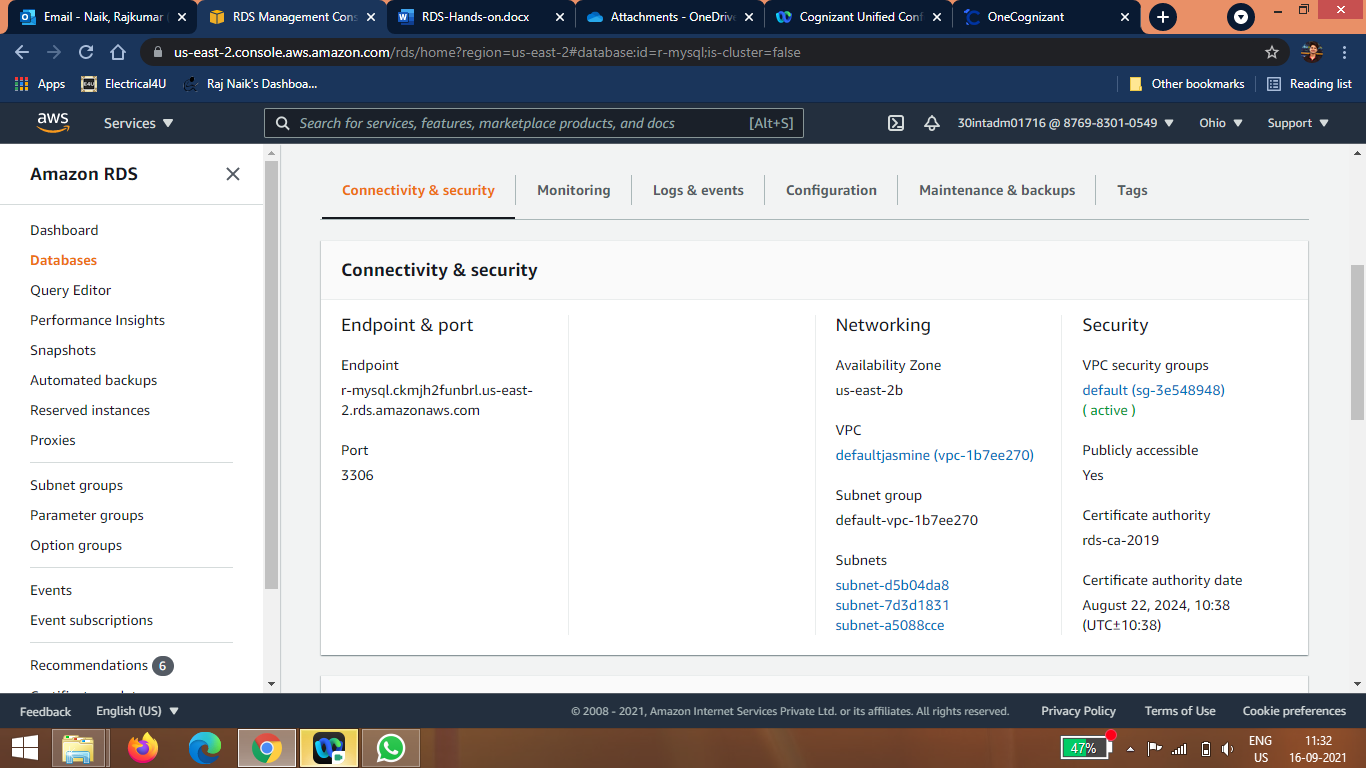 Email - Naik, Rajkumar
RDS Management Cons
RDS-Hands-on.docx
Attachments - OneDrive
Cognizant Unified Conf
OneCognizant
us-east-2.console.aws.amazon.com/rds/home?region=us-east-2#database:id=r-mysql;is-cluster=false
Apps
Electrical4U
Raj Naik's Dashboa...
Other bookmarks
Reading list
aws
Services
Search for services, features, marketplace products, and docs
[Alt+S]
30intadm01716 @ 8769-8301-0549
Ohio
Support
Amazon RDS
Dashboard
Databases
Query Editor
Performance Insights
Snapshots
Automated backups
Reserved instances
Proxies
Subnet groups
Parameter groups
Option groups
Events
Event subscriptions
Recommendations 6
Connectivity & security
Monitoring
Logs & events
Configuration
Maintenance & backups
Tags
Connectivity & security
Endpoint & port
Endpoint
r-mysql.ckmjh2funbrl.us-east-
2.rds.amazonaws.com
Port
3306
Networking
Availability Zone
us-east-2b
VPC
defaultjasmine (vpc-1b7ee270)
Subnet group
default-vpc-1b7ee270
Subnets
subnet-d5b04da8
subnet-7d3d1831
subnet-a5088cce
Security
VPC security groups
default (sg-3e548948)
( active )
Publicly accessible
Yes
Certificate authority
rds-ca-2019
Certificate authority date
August 22, 2024, 10:38
(UTC±10:38)
Feedback
English (US)
© 2008 - 2021, Amazon Internet Services Private Ltd. or its affiliates. All rights reserved.
Privacy Policy
Terms of Use
Cookie preferences
47%
ENG
US
11:32
16-09-2021